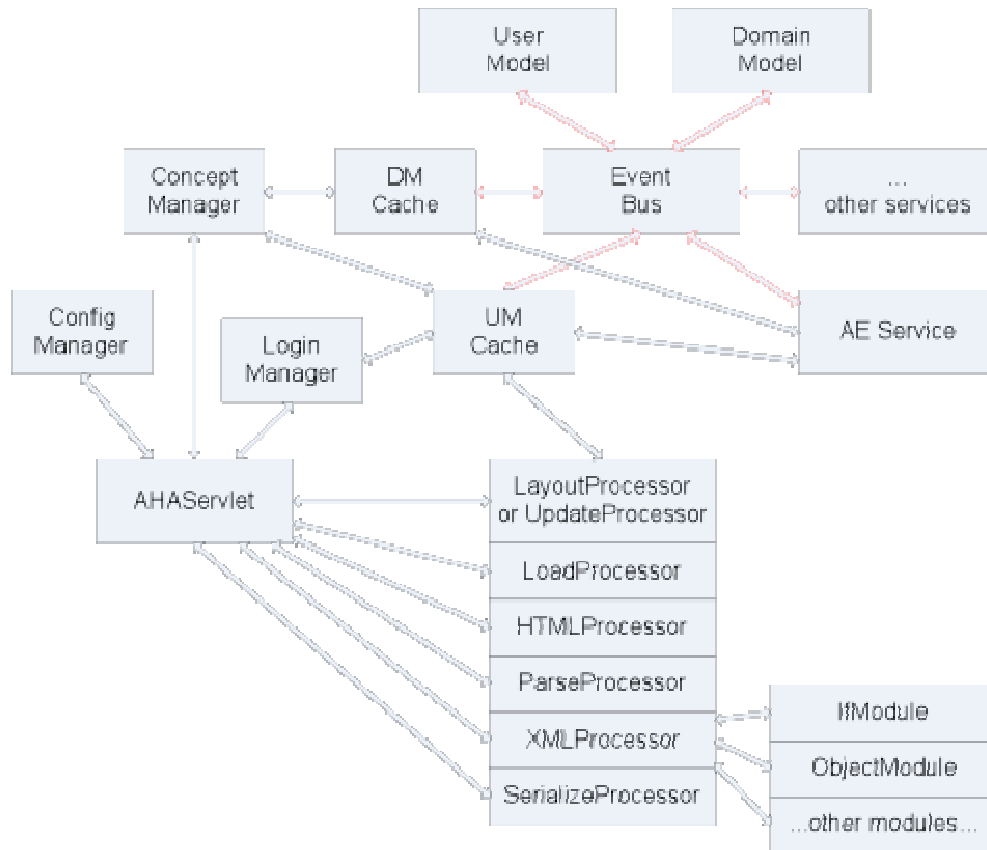 User
Model
Domain
Model
Concept
Manager
DM
Cache
Event
Bus
...
other services
Config
Manager
Login
Manager
UM
Cache
AE Service
AHAServlet
LayoutProcessor
or UpdateProcessor
LoadProcessor
HTMLProcessor
ParseProcessor
XMLProcessor
SerializeProcessor
IfModule
ObjectModule
...other modules...